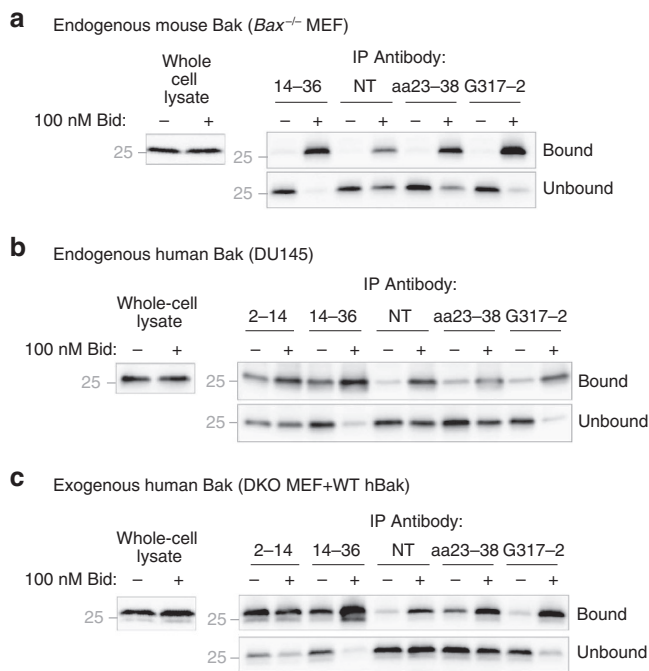 a Endogenous mouse Bak (Bax−/− MEF)
Whole cell lysate
IP Antibody:
14–36 NT aa23–38 G317–2
100 nM Bid: – + – + – + – + – +
25 – 25 – Bound
25 – Unbound
b Endogenous human Bak (DU145)
IP Antibody:
Whole-cell lysate
2–14 14–36 NT aa23–38 G317–2
100 nM Bid: – + – + – + – + – + – +
25 – 25 – Bound
25 – Unbound
c Exogenous human Bak (DKO MEF+WT hBak)
IP Antibody:
Whole-cell lysate
2–14 14–36 NT aa23–38 G317–2
100 nM Bid: – + – + – + – + – + – +
25 – 25 – Bound
25 – Unbound